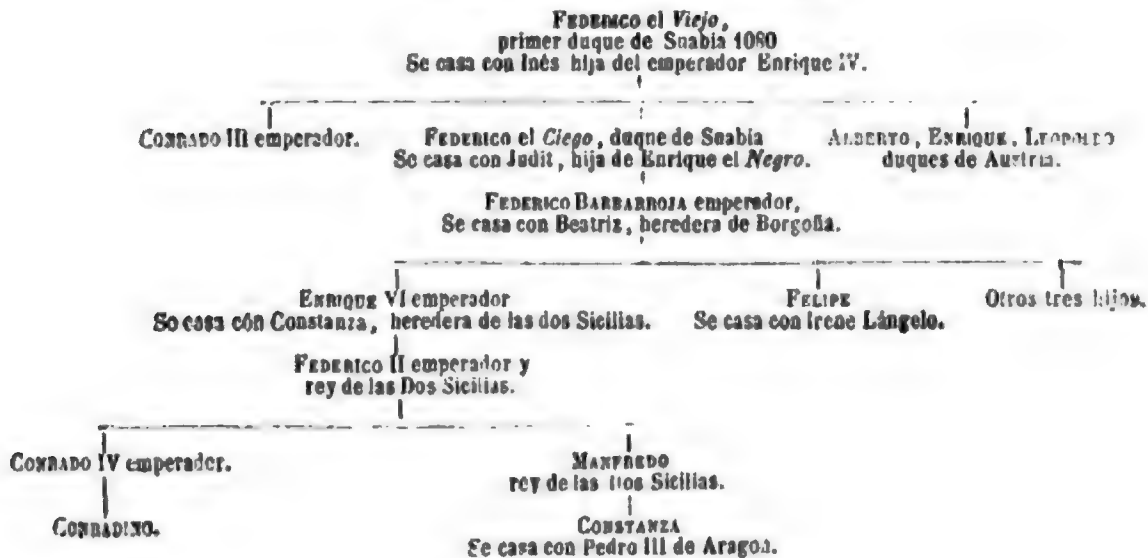 FEDERICO el Viejo,
primer duque de Suabia 1080
Se casa con Inés hija del emperador Enrique IV.
CONRADO III emperador.
FEDERICO el Ciego, duque de Suabia
Se casa con Judit, hija de Enrique el Negro.
ALBERTO, ENRIQUE, LEOPOLDO
duques de Austria.
FEDERICO BARBARROJA emperador,
Se casa con Beatriz, heredera de Borgoña.
ENRIQUE VI emperador
Se casa cón Constanza, heredera de las dos Sicilias.
FELIPE
Se casa con Irene Lángelo.
Otros tres hijos.
FEDERICO II emperador y
rey de las Dos Sicilias.
CONRADO IV emperador.
MANFREDO
rey de las Dos Sicilias.
CONRADINO.
CONSTANZA
Se casa con Pedro III de Aragon.